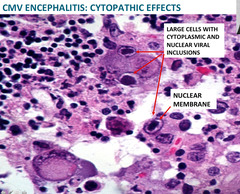 CMV ENCEPHALITIS: CYTOPATHIC EFFECTS
LARGE CELLS WITH
CYTOPLASMIC AND
NUCLEAR VIRAL
INCLUSIONS
NUCLEAR
MEMBRANE